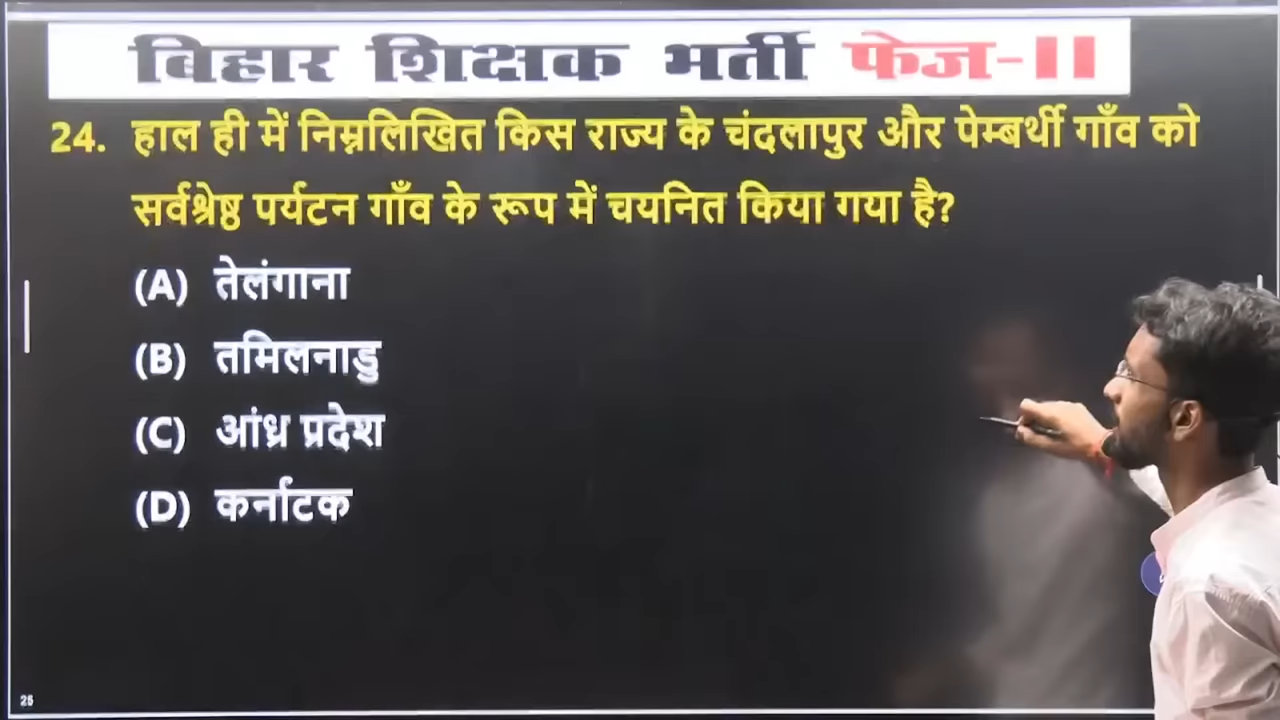 बिहार शिक्षक भर्ती फेज-II
24. हाल ही में निम्नलिखित किस राज्य के चंदलापुर और पेम्बर्थी गाँव को
सर्वश्रेष्ठ पर्यटन गाँव के रूप में चयनित किया गया है?
(A) तेलंगाना
(B) तमिलनाडु
(C) आंध्र प्रदेश
(D) कर्नाटक
25